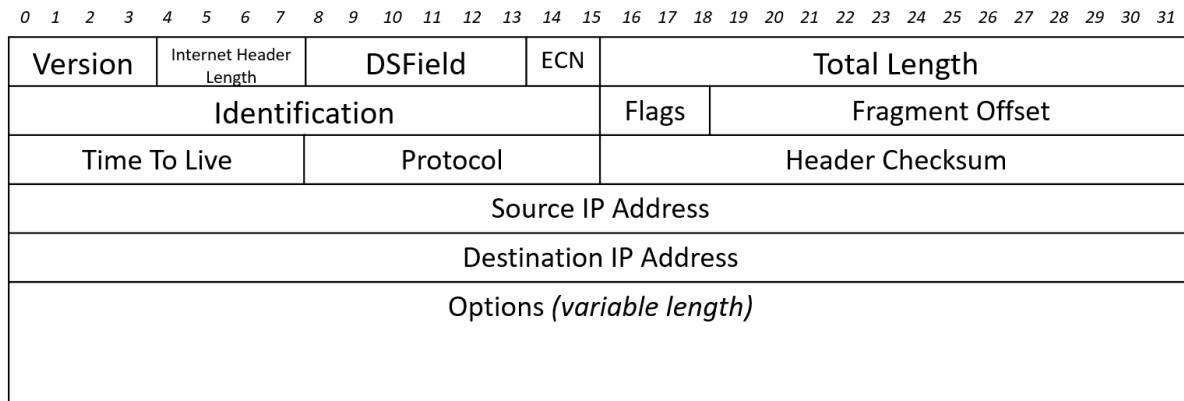 0 1 2 3 4 5 6 7 8 9 10 11 12 13 14 15 16 17 18 19 20 21 22 23 24 25 26 27 28 29 30 31
Version Internet Header DSField ECN Total Length
Length
Identification Flags Fragment Offset
Time To Live Protocol Header Checksum
Source IP Address
Destination IP Address
Options (variable length)